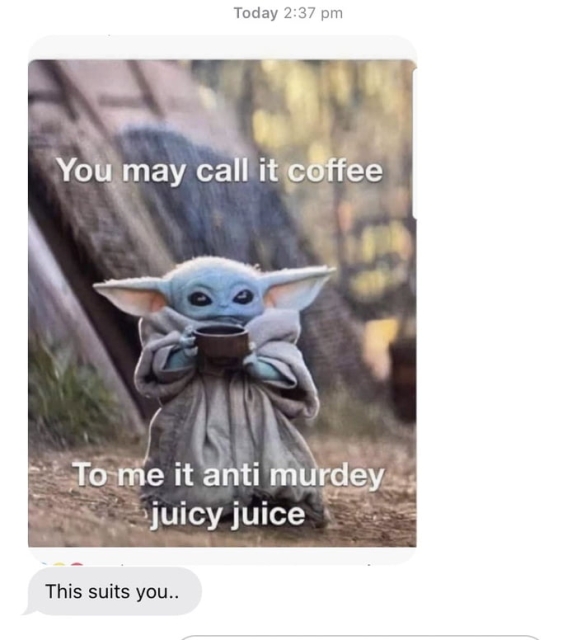 Today 2:37 pm
You may call it coffee
To me it anti murdey
juicy juice
This suits you..